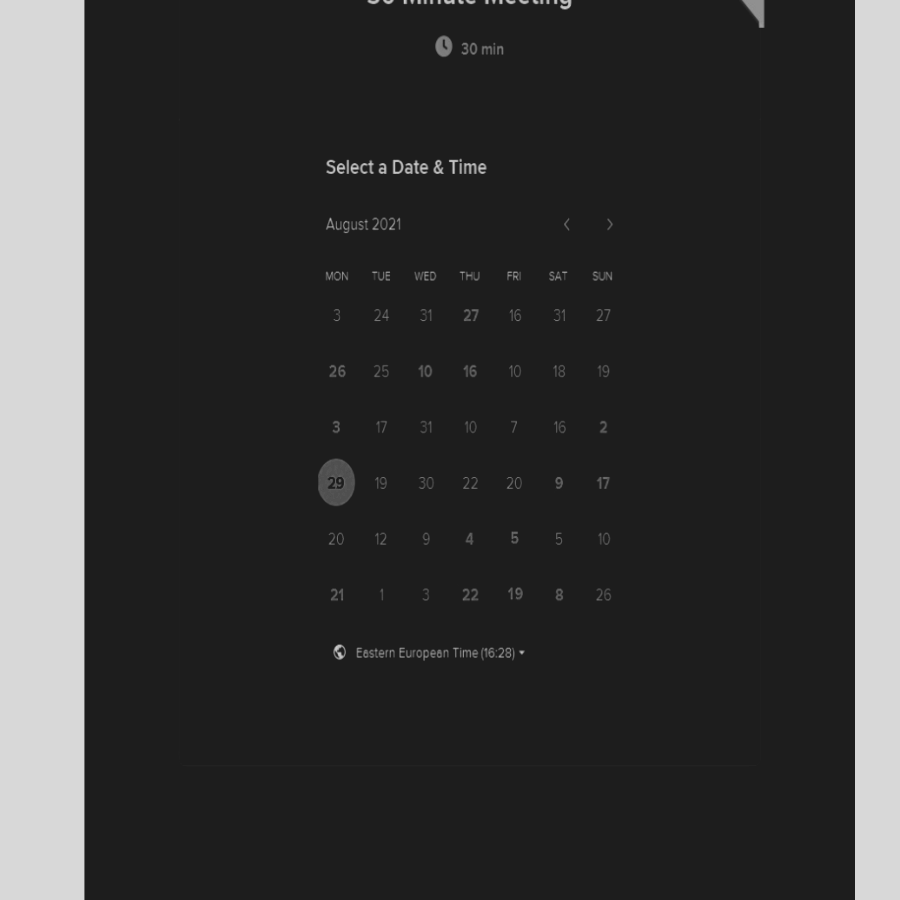 30 Minute Meeting
30 min
Select a Date & Time
August 2021
MON TUE WED THU FRI SAT SUN
3 24 31 27 16 31 27
26 25 10 16 10 18 19
3 17 31 10 7 16 2
29 19 30 22 20 9 17
20 12 9 4 5 5 10
21 1 3 22 19 8 26
Eastern European Time (16:28)